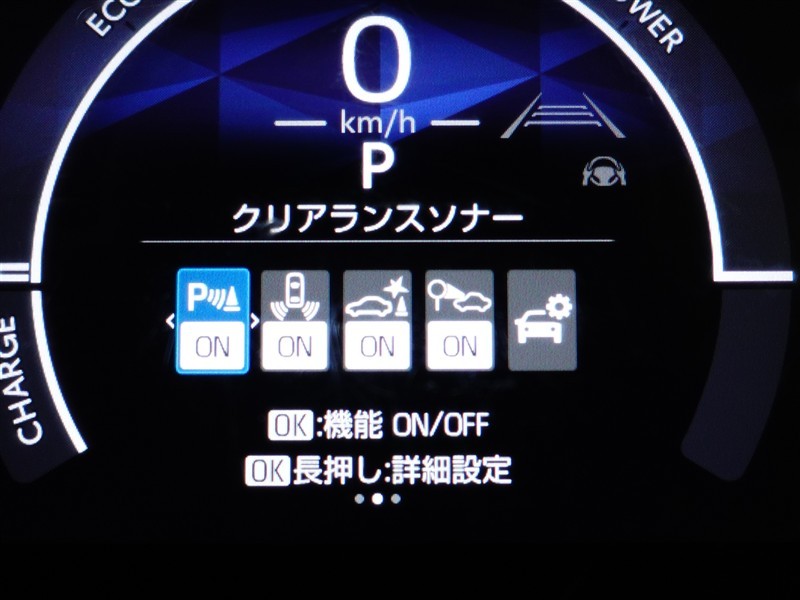 ECO
POWER
0
km/h
P
クリアランスソナー
P
ON ON ON ON
CHARGE
OK:機能 ON/OFF
OK長押し:詳細設定